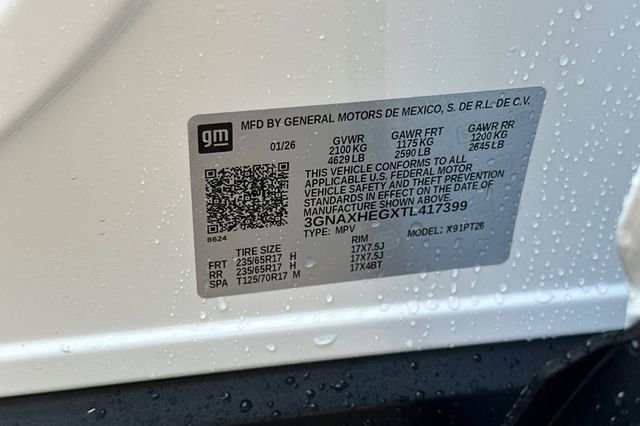 gm
MFD BY GENERAL MOTORS DE MEXICO, S. DE R.L. DE C.V.
01/26 GVWR GAWR FRT GAWR RR
2100 KG 1175 KG 1200 KG
4629 LB 2590 LB 2645 LB
THIS VEHICLE CONFORMS TO ALL
APPLICABLE U.S. FEDERAL MOTOR
VEHICLE SAFETY AND THEFT PREVENTION
STANDARDS IN EFFECT ON THE DATE OF
MANUFACTURE SHOWN ABOVE.
3GNAXHEGXTL417399
8624 TYPE: MPV MODEL: X91PT26
TIRE SIZE RIM
FRT 235/65R17 H 17X7.5J
RR 235/65R17 H 17X7.5J
SPA T125/70R17 M 17X4BT